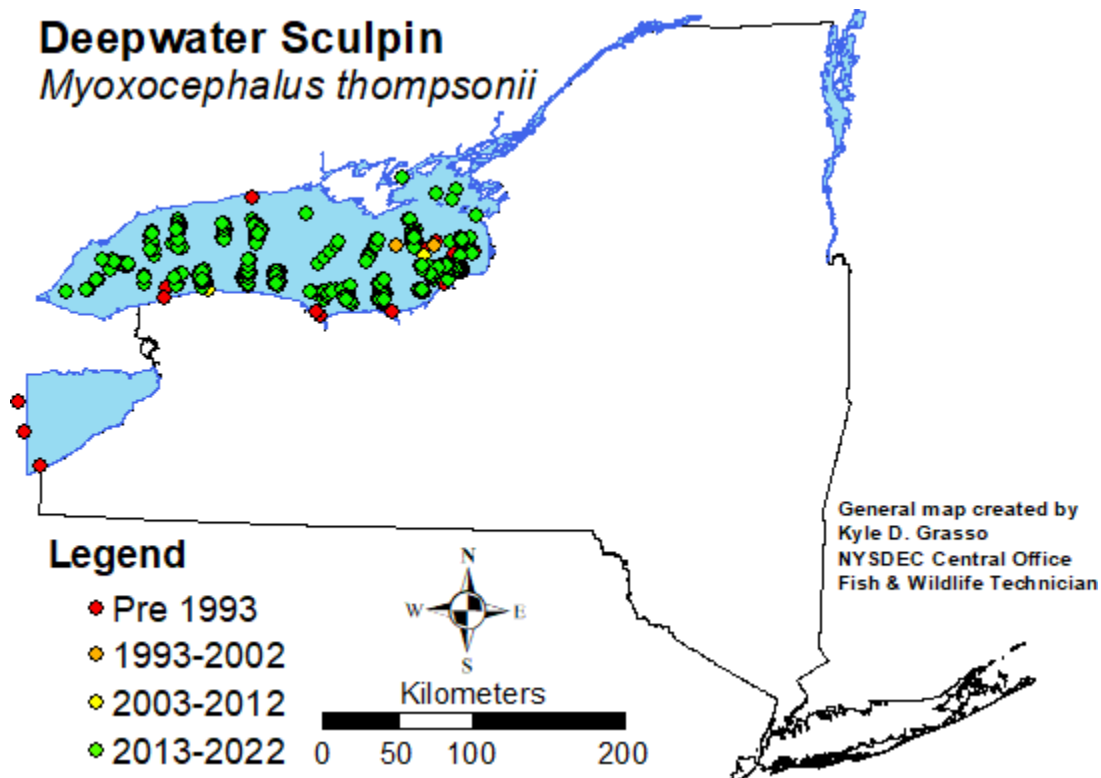 Deepwater Sculpin
Myoxocephalus thompsonii
General map created by
Kyle D. Grasso
NYSDEC Central Office
Fish & Wildlife Technician
Legend
Pre 1993
1993-2002
2003-2012
2013-2022
N
W E
S
Kilometers
0 50 100 200